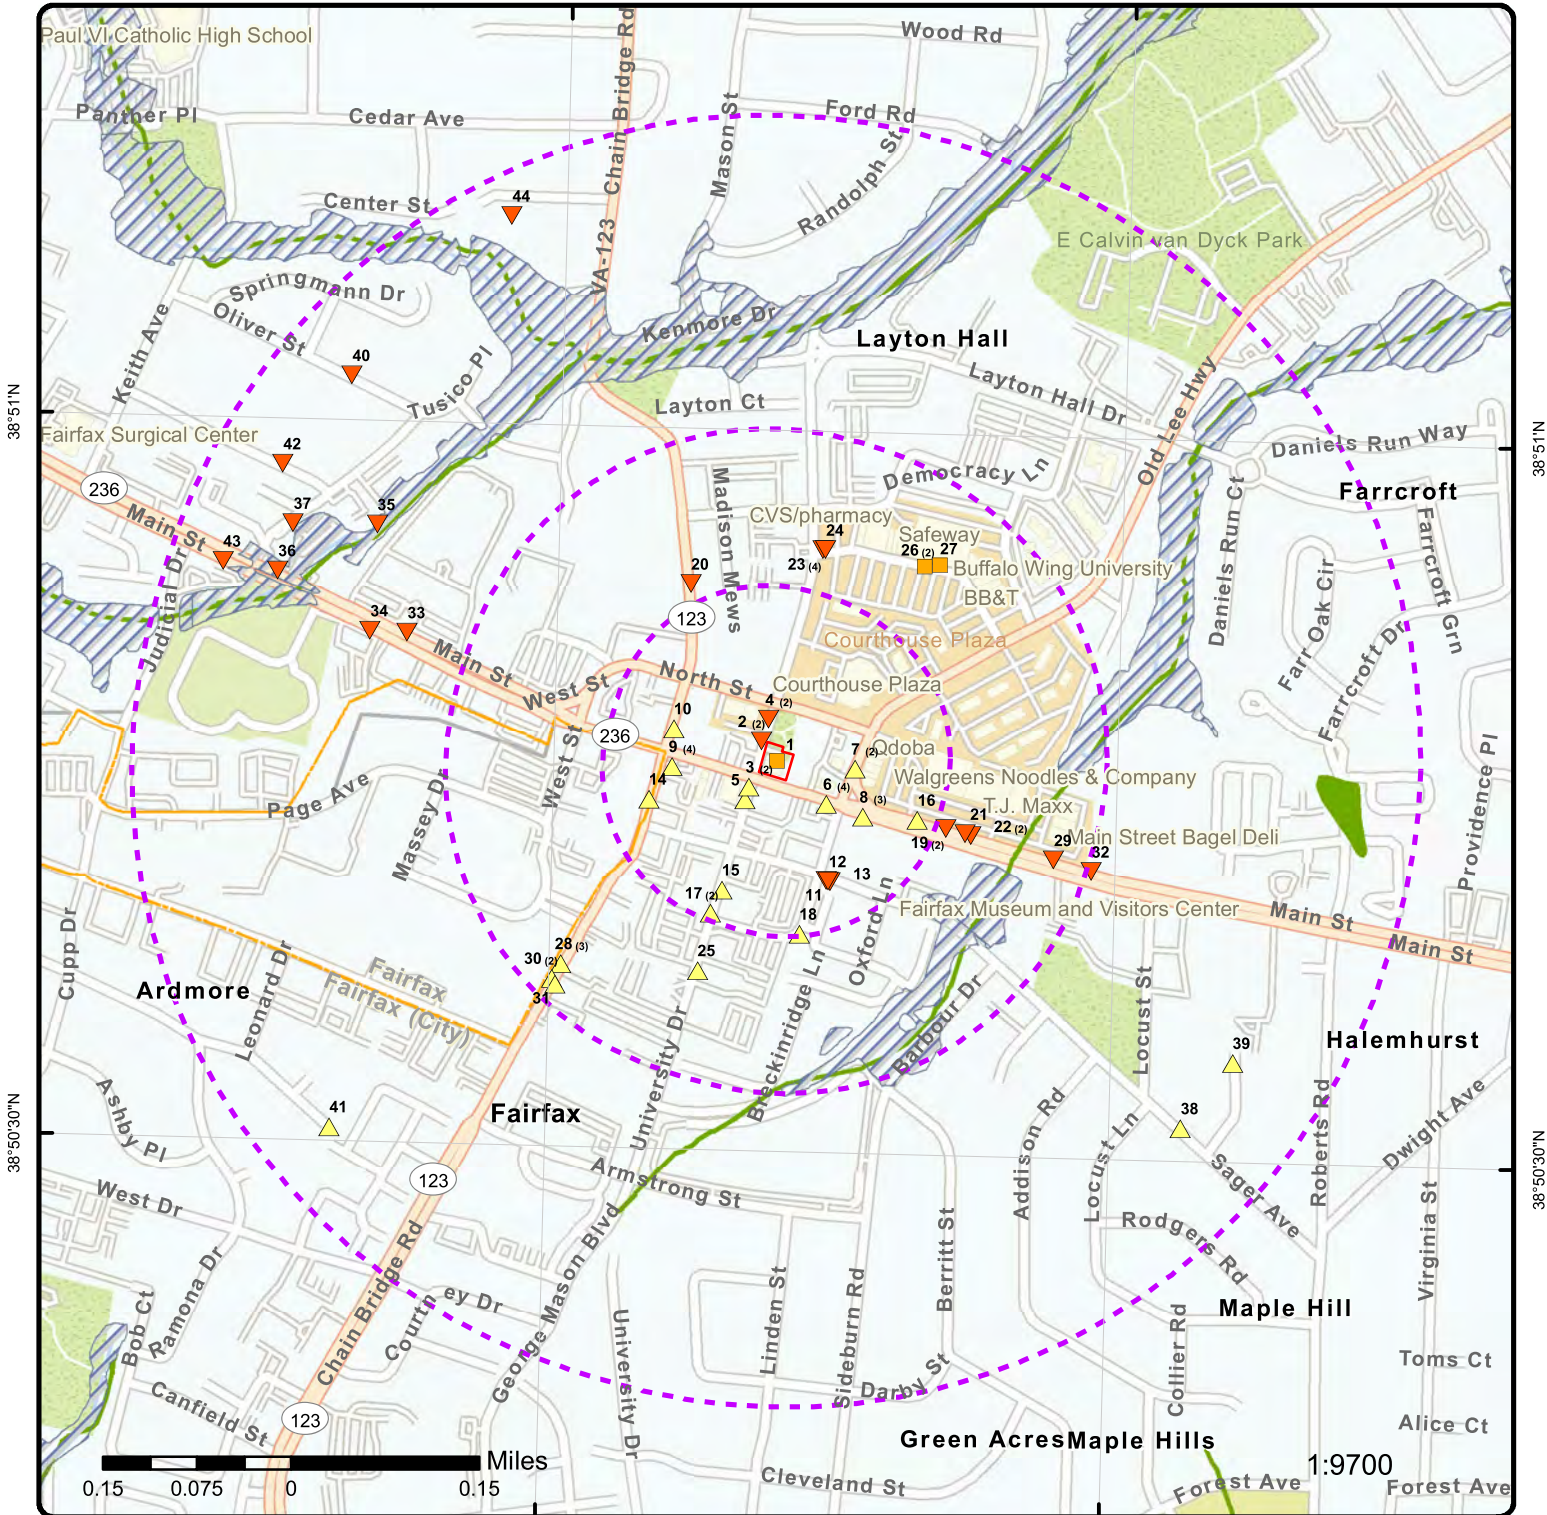 Paul VI Catholic High School
Wood Rd
Panther Pl
Cedar Ave
Chain Bridge Rd
Mason St
Ford Rd
Randolph St
Center St
44
VA-123
E Calvin van Dyck Park
Springmann Dr
Oliver St
Keith Ave
Kenmore Dr
Layton Hall
40
Tusico Pl
Layton Ct
Layton Hall Dr
Old Lee Hwy
38°51'N
38°51'N
Fairfax Surgical Center
42
Daniels Run Way
Democracy Ln
236
Main St
37
35
Madison Mews
CVS/pharmacy
Safeway
Daniels Run Ct
Farrcroft
Farrcroft Grn
43
36
24
23 (4)
26 (2)
27
Buffalo Wing University
BB&T
20
123
Judicial Dr
34
33
Main St
Courthouse Plaza
Far Oak Cir
Farrcroft Dr
West St
North St
Courthouse Plaza
10
4 (2)
2 (2)
236
9 (4)
1
7 (2)
Qdoba
3 (2)
Walgreens Noodles & Company
14
5
6 (4)
8 (3)
16
T.J. Maxx
21
22 (2)
19 (2)
Main Street Bagel Deli
29
32
Page Ave
Massey Dr
West St
Providence Pl
15
12
13
11
17 (2)
18
Oxford Ln
Fairfax Museum and Visitors Center
Main St
Main St
28 (3)
30 (2)
31
25
Cupp Dr
Leonard Dr
Ardmore
Fairfax
Fairfax (City)
University Dr
Breckinridge Ln
Barbour Dr
Locust St
39
Halemhurst
Ashby Pl
41
Fairfax
38
38°50'30"N
38°50'30"N
Addison Rd
Locust Ln
Roberts Rd
Dwight Ave
West Dr
123
Armstrong St
Sager Ave
Rodgers Rd
Virginia St
Ramona Dr
Bob Ct
Chain Bridge Rd
Courtn
ey Dr
George Mason Blvd
University Dr
Linden St
Sideburn Rd
Berritt St
Darby St
Collier Rd
Maple Hill
Toms Ct
Canfield St
123
Alice Ct
Green Acres
Maple Hills
Miles
0.15
0.075
0
0.15
Cleveland St
1:9700
Forest Ave
Forest Ave